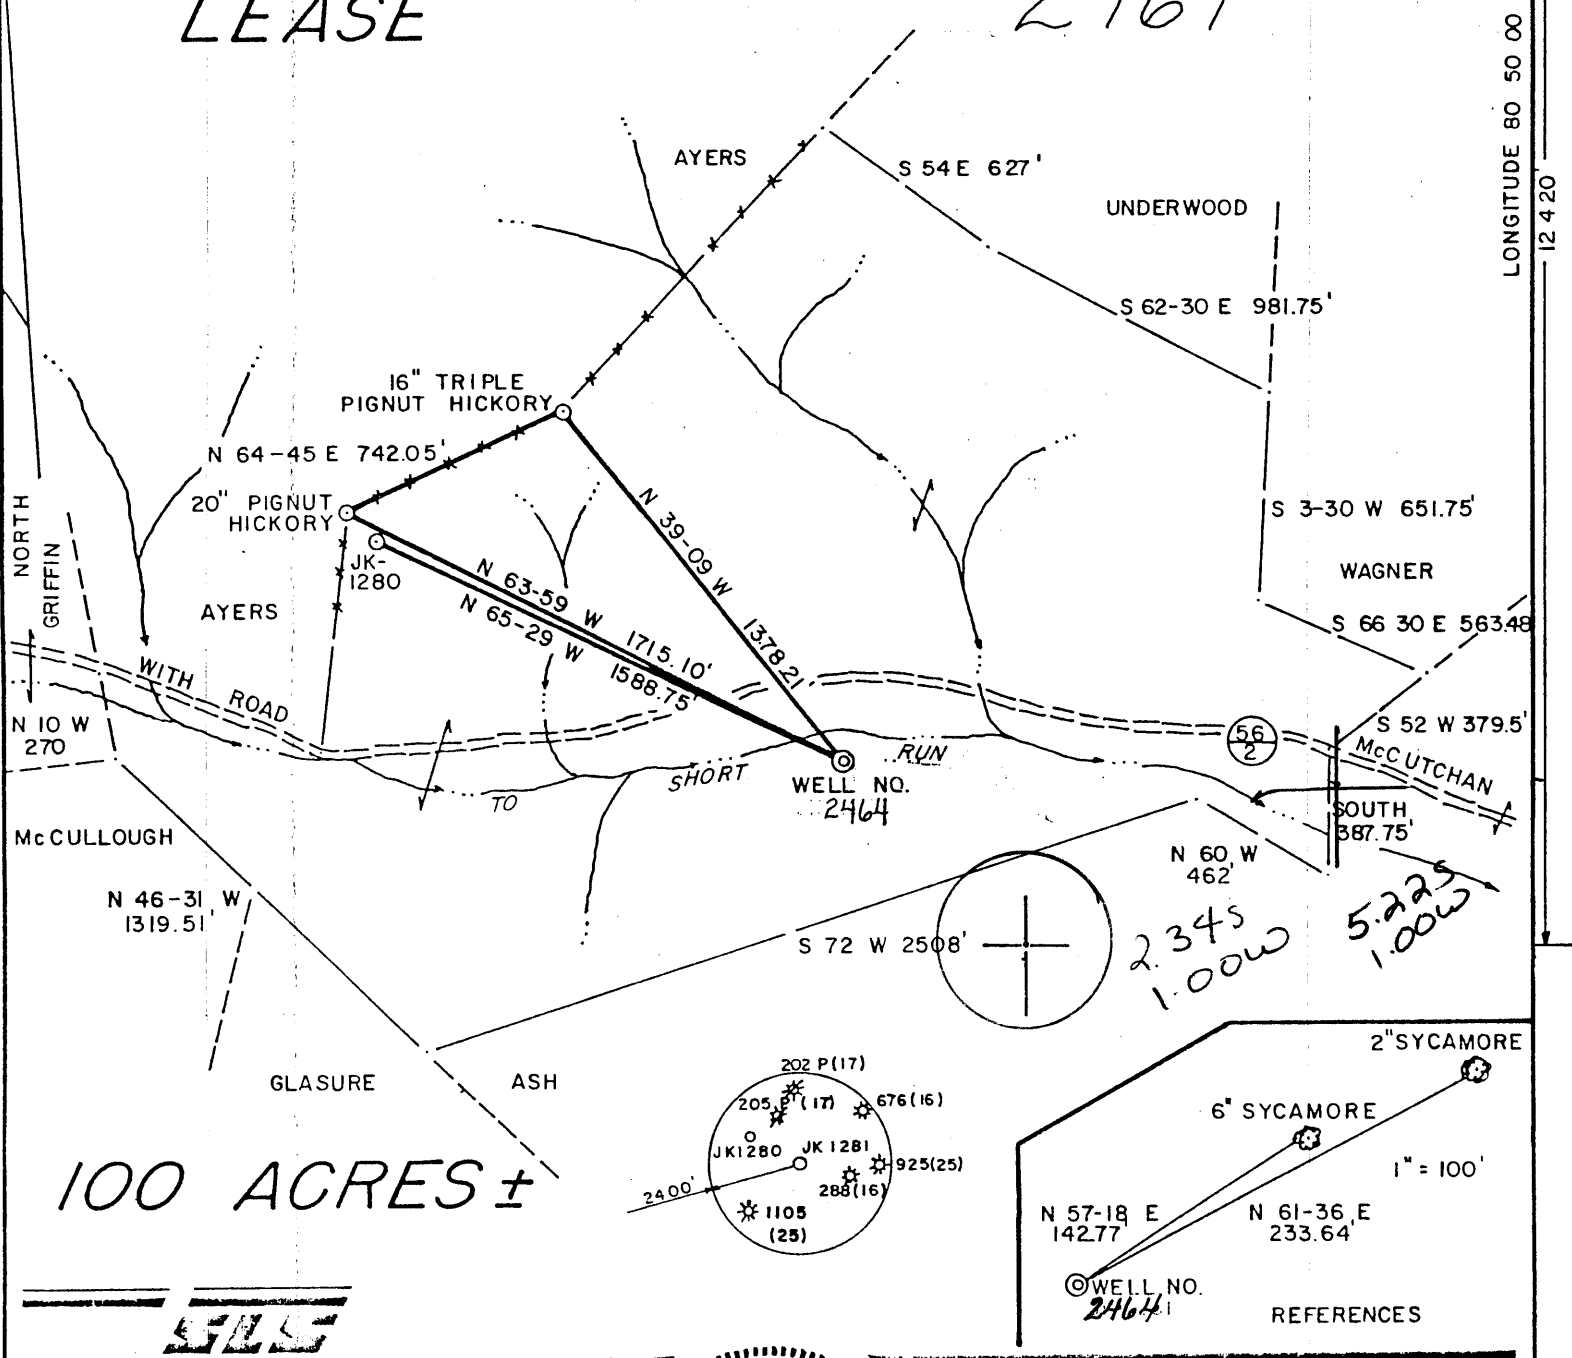 LEASE
LONGITUDE 80 50 00
12420
AYERS
S 54 E 627'
UNDERWOOD
S 62-30 E 981.75'
16" TRIPLE
PIGNUT HICKORY
N 64-45 E 742.05'
20" PIGNUT
HICKORY
JK-
1280
NORTH
GRIFFIN
AYERS
N 39-09 W 1378.21
N 63-59 W 1715.10'
N 65-29 W 1588.75'
S 3-30 W 651.75'
WAGNER
S 66 30 E 563.48
WITH ROAD
N 10 W
270
S 52 W 379.5'
56
2
McCUTCHAN
TO SHORT RUN
WELL NO.
2464
SOUTH
387.75'
McCULLOUGH
N 60 W
462'
N 46-31 W
1319.51'
S 72 W 2508'
2.34S
1.00W
5.22S
1.00W
GLASURE
ASH
202 P(17)
205 P (17)
676(16)
JK1280
JK 1281
925(25)
288(16)
2400'
1105
(25)
100 ACRES ±
2" SYCAMORE
6" SYCAMORE
1" = 100'
N 57-18 E
142.77'
N 61-36 E
233.64'
WELL NO.
2464
REFERENCES
SLS